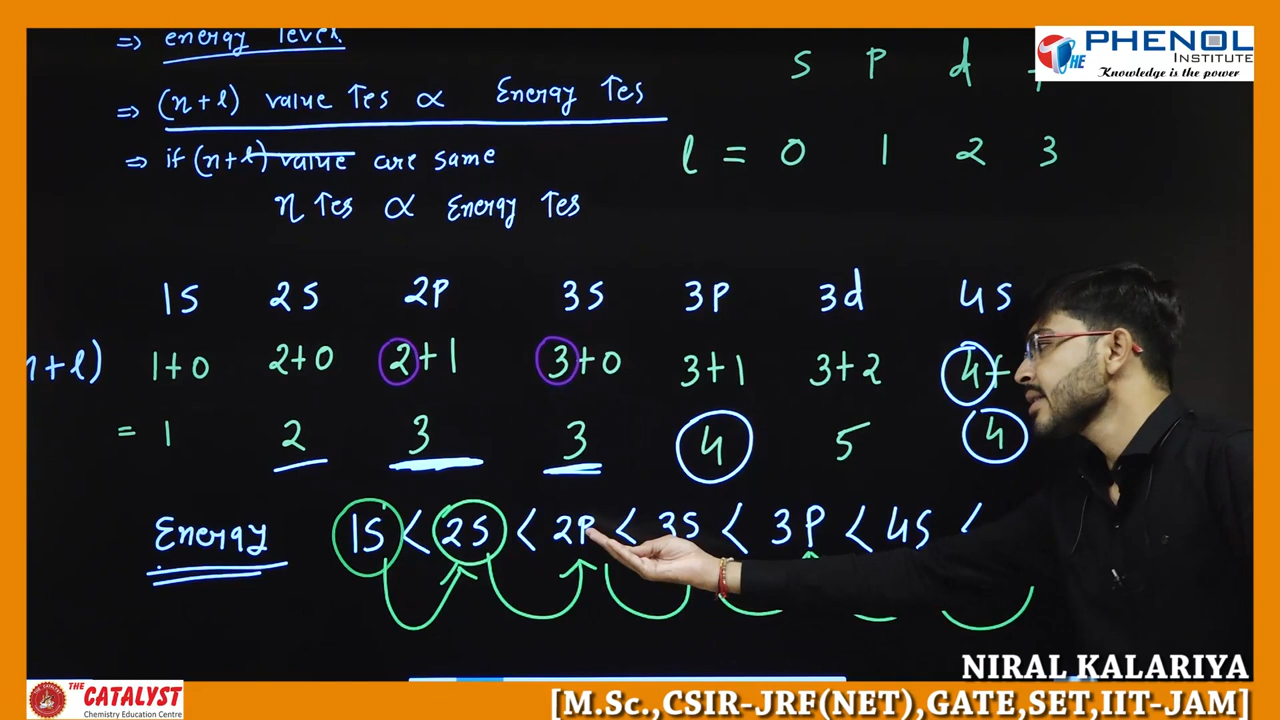 ⇒ energy level
⇒ (n+l) value ↑es ∝ Energy ↑es
⇒ if (n+l) value are same
n ↑es ∝ Energy ↑es
s p d
l = 0 1 2 3
1S 2S 2P 3S 3P 3d 4S
n+l) 1+0 2+0 2+1 3+0 3+1 3+2 4+
= 1 2 3 3 4 5 4
Energy 1S < 2S < 2P < 3S < 3P < 4S <
THE PHENOL
INSTITUTE
Knowledge is the power
THE CATALYST
Chemistry Education Centre
NIRAL KALARIYA
[M.Sc.,CSIR-JRF(NET),GATE,SET,IIT-JAM]